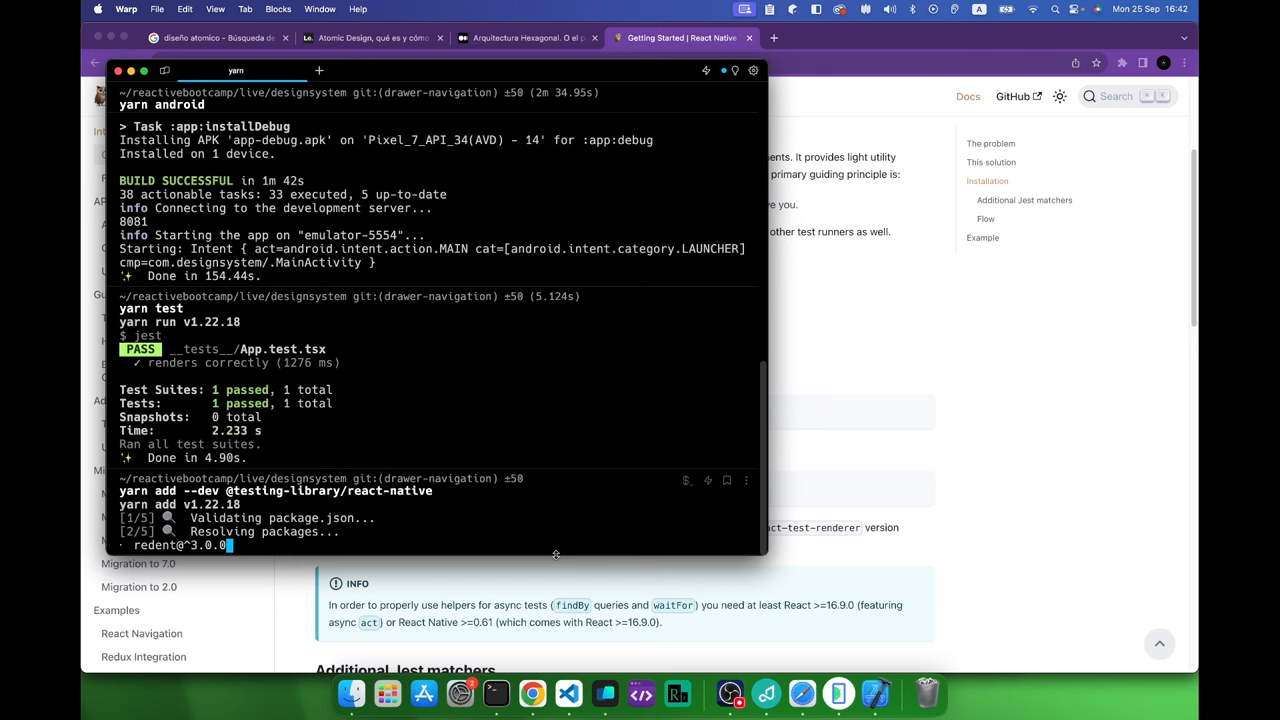 Warp File Edit View Tab Blocks Window Help
A
Mon 25 Sep 16:42
diseño atomico - Búsqueda de
Atomic Design, qué es y cómo
Arquitectura Hexagonal. O el p
Getting Started | React Native
yarn
~/reactivebootcamp/live/designsystem git:(drawer-navigation) ±50 (2m 34.95s)
yarn android
> Task :app:installDebug
Installing APK 'app-debug.apk' on 'Pixel_7_API_34(AVD) - 14' for :app:debug
Installed on 1 device.
BUILD SUCCESSFUL in 1m 42s
38 actionable tasks: 33 executed, 5 up-to-date
info Connecting to the development server...
8081
info Starting the app on "emulator-5554"...
Starting: Intent { act=android.intent.action.MAIN cat=[android.intent.category.LAUNCHER]
cmp=com.designsystem/.MainActivity }
✨ Done in 154.44s.
~/reactivebootcamp/live/designsystem git:(drawer-navigation) ±50 (5.124s)
yarn test
yarn run v1.22.18
$ jest
PASS __tests__/App.test.tsx
✓ renders correctly (1276 ms)
Test Suites: 1 passed, 1 total
Tests: 1 passed, 1 total
Snapshots: 0 total
Time: 2.233 s
Ran all test suites.
✨ Done in 4.90s.
~/reactivebootcamp/live/designsystem git:(drawer-navigation) ±50
yarn add --dev @testing-library/react-native
yarn add v1.22.18
[1/5] 🔍 Validating package.json...
[2/5] 🔍 Resolving packages...
⠂ redent@^3.0.0
Docs GitHub Search ⌘ K
The problem
This solution
Installation
Additional Jest matchers
Flow
Example
ents. It provides light utility
primary guiding principle is:
ve you.
other test runners as well.
act-test-renderer version
Migration to 7.0
Migration to 2.0
Examples
React Navigation
Redux Integration
INFO
In order to properly use helpers for async tests (findBy queries and waitFor) you need at least React >=16.9.0 (featuring
async act) or React Native >=0.61 (which comes with React >=16.9.0).
Additional Jest matchers
2